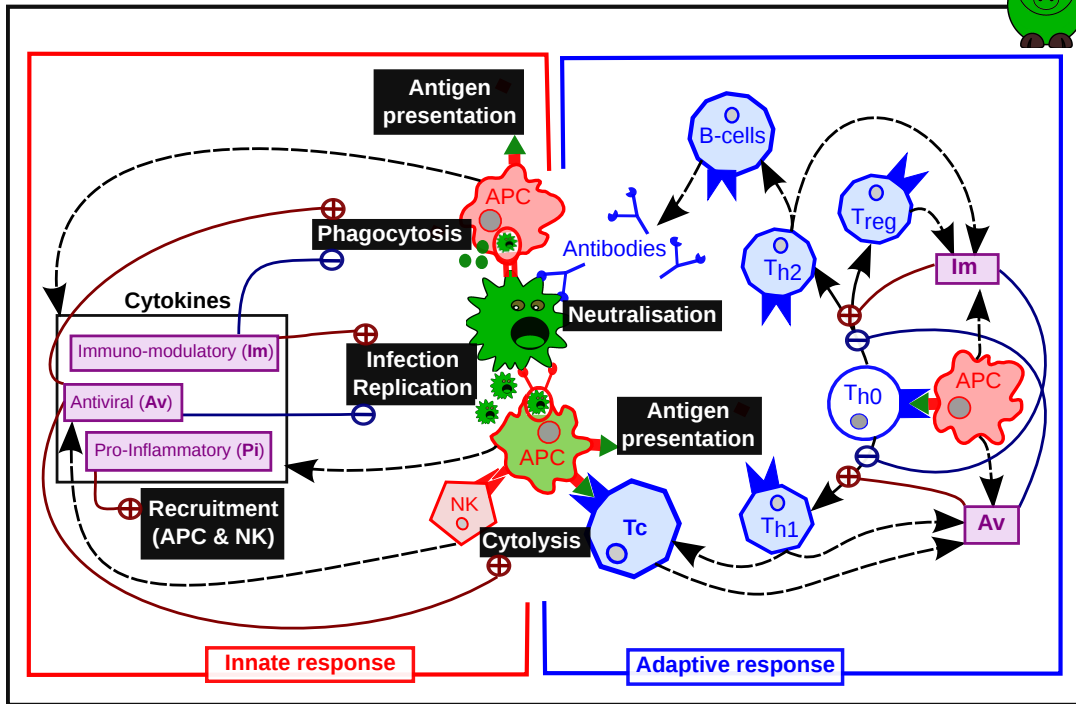 Antigen
presentation
APC
Phagocytosis
Cytokines
Immuno-modulatory (Im)
Antiviral (Av)
Pro-Inflammatory (Pi)
Recruitment
(APC & NK)
Infection
Replication
Neutralisation
Antibodies
B-cells
Th2
Treg
Im
Th0
APC
Antigen
presentation
APC
NK
Cytolysis
Tc
Th1
Av
Innate response
Adaptive response